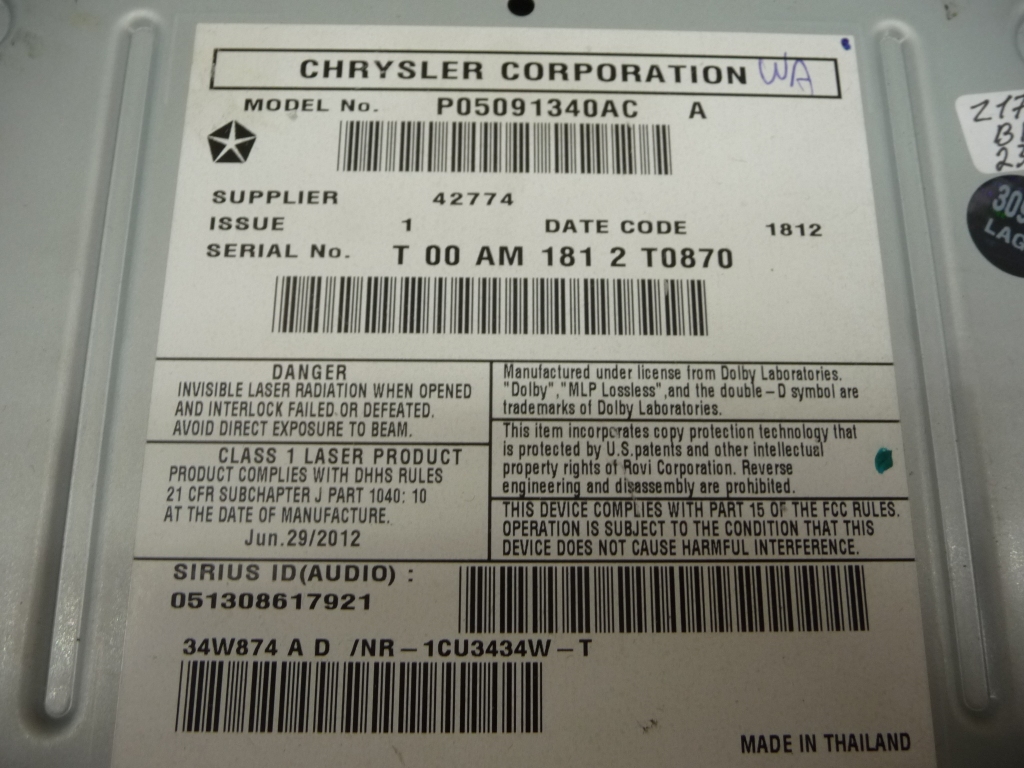 CHRYSLER CORPORATION WA
MODEL No. P05091340AC A
SUPPLIER 42774
ISSUE 1 DATE CODE 1812
SERIAL No. T 00 AM 181 2 T0870
DANGER
INVISIBLE LASER RADIATION WHEN OPENED
AND INTERLOCK FAILED OR DEFEATED.
AVOID DIRECT EXPOSURE TO BEAM.
CLASS 1 LASER PRODUCT
PRODUCT COMPLIES WITH DHHS RULES
21 CFR SUBCHAPTER J PART 1040: 10
AT THE DATE OF MANUFACTURE.
Jun.29/2012
Manufactured under license from Dolby Laboratories.
"Dolby","MLP Lossless",and the double-D symbol are
trademarks of Dolby Laboratories.
This item incorporates copy protection technology that
is protected by U.S.patents and other intellectual
property rights of Rovi Corporation. Reverse
engineering and disassembly are prohibited.
THIS DEVICE COMPLIES WITH PART 15 OF THE FCC RULES.
OPERATION IS SUBJECT TO THE CONDITION THAT THIS
DEVICE DOES NOT CAUSE HARMFUL INTERFERENCE.
SIRIUS ID(AUDIO) :
051308617921
34W874 A D /NR-1CU3434W-T
MADE IN THAILAND
217
309
LAG